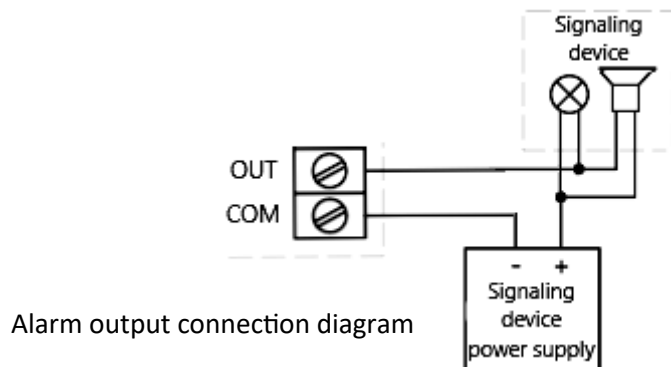 Signaling
device
OUT
COM
- +
Signaling
device
power supply
Alarm output connection diagram